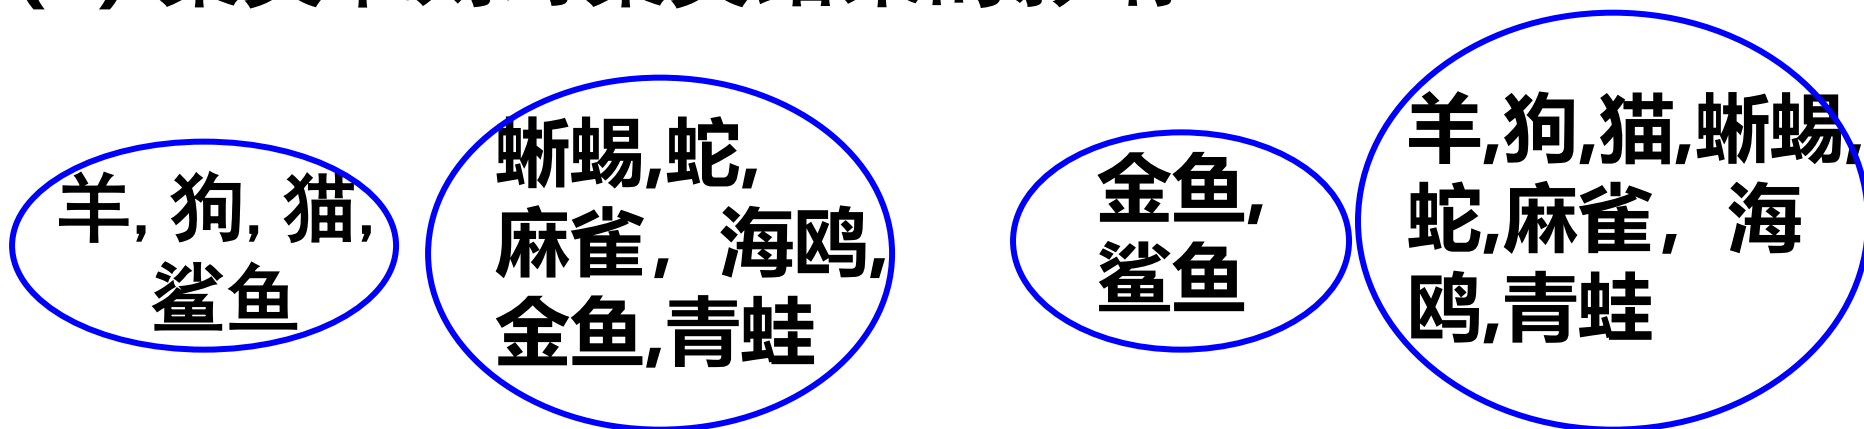 羊, 狗, 猫,
鲨鱼
蜥蜴,蛇,
麻雀，海鸥,
金鱼,青蛙
金鱼,
鲨鱼
羊,狗,猫,蜥蜴,
蛇,麻雀，海
鸥,青蛙